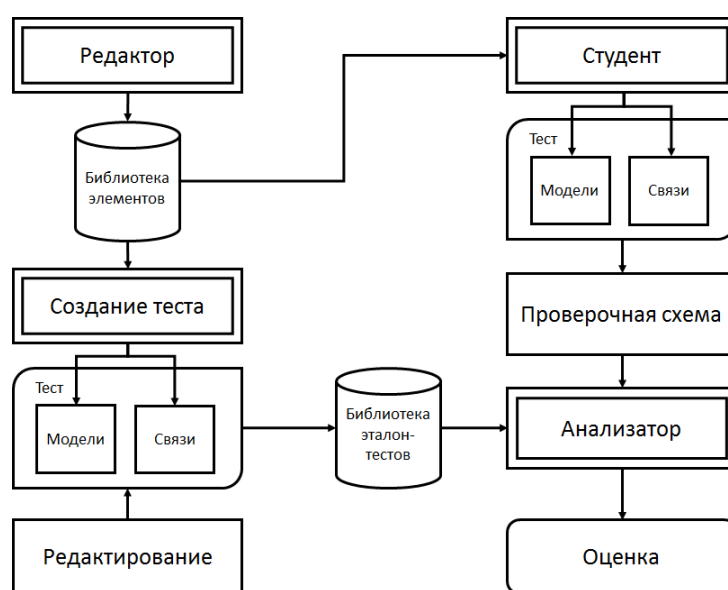 Редактор
Библиотека
элементов
Создание теста
Тест
Модели
Связи
Редактирование
Библиотека
эталон-
тестов
Студент
Тест
Модели
Связи
Проверочная схема
Анализатор
Оценка